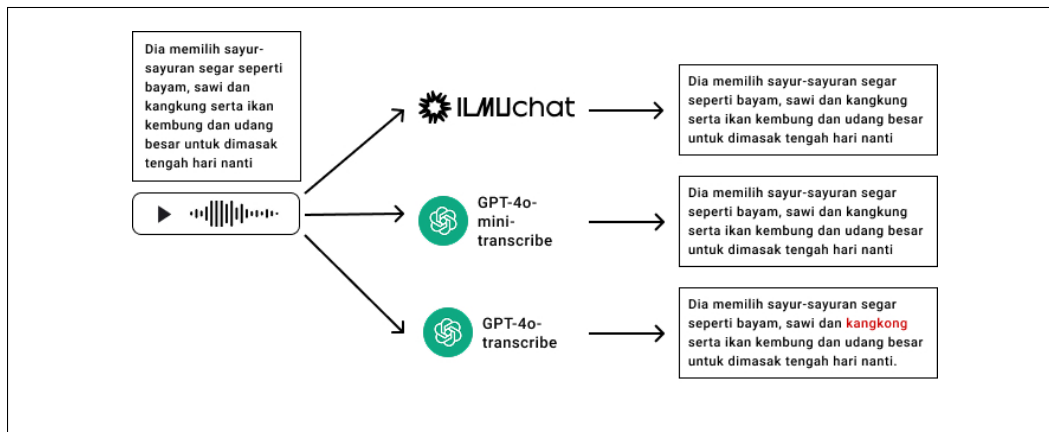 Dia memilih sayur-
sayuran segar seperti
bayam, sawi dan
kangkung serta ikan
kembung dan udang
besar untuk dimasak
tengah hari nanti
ILMUchat
Dia memilih sayur-sayuran segar
seperti bayam, sawi dan kangkung
serta ikan kembung dan udang besar
untuk dimasak tengah hari nanti
GPT-4o-
mini-
transcribe
Dia memilih sayur-sayuran segar
seperti bayam, sawi dan kangkung
serta ikan kembung dan udang besar
untuk dimasak tengah hari nanti
GPT-4o-
transcribe
Dia memilih sayur-sayuran segar
seperti bayam, sawi dan kangkong
serta ikan kembung dan udang besar
untuk dimasak tengah hari nanti.